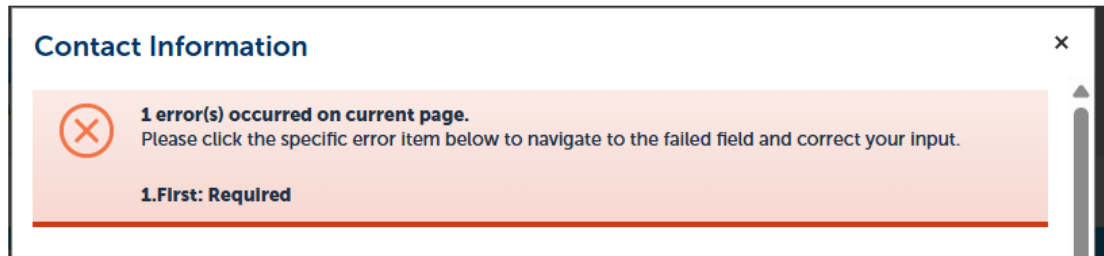 Contact Information
×
1 error(s) occurred on current page.
Please click the specific error item below to navigate to the failed field and correct your input.
1.First: Required